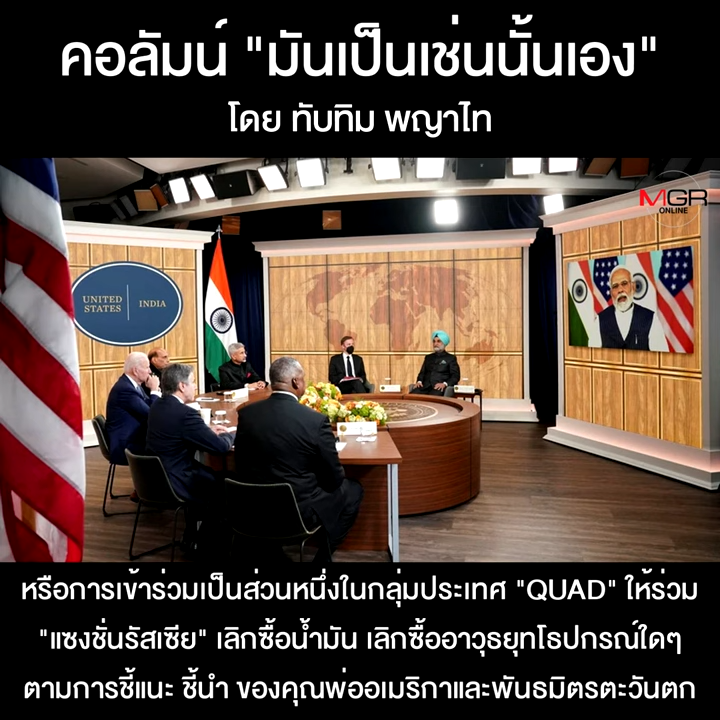 คอลัมน์ "มันเป็นเช่นนั้นเอง"
โดย ทับทิม พญาไท
MGR
ONLINE
UNITED STATES | INDIA
หรือการเข้าร่วมเป็นส่วนหนึ่งในกลุ่มประเทศ "QUAD" ให้ร่วม
"แซงชั่นรัสเซีย" เลิกซื้อน้ำมัน เลิกซื้ออาวุธยุทโธปกรณ์ใดๆ
ตามการชี้แนะ ชี้นำ ของคุณพ่ออเมริกาและพันธมิตรตะวันตก